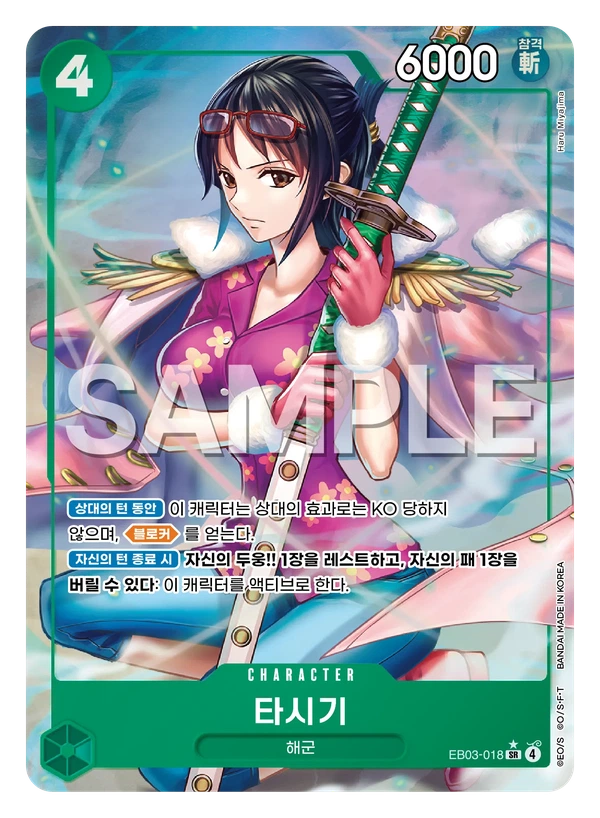 4
6000
참격
斬
Haru Miyajima
SAMPLE
상대의 턴 동안 이 캐릭터는 상대의 효과로는 KO 당하지
않으며, 블로커 를 얻는다.
자신의 턴 종료 시 자신의 두웅!! 1장을 레스트하고, 자신의 패 1장을
버릴 수 있다: 이 캐릭터를 액티브로 한다.
CHARACTER
타시기
해군
EB03-018 SR 4
©EO/S ©O/S·F·T BANDAI MADE IN KOREA